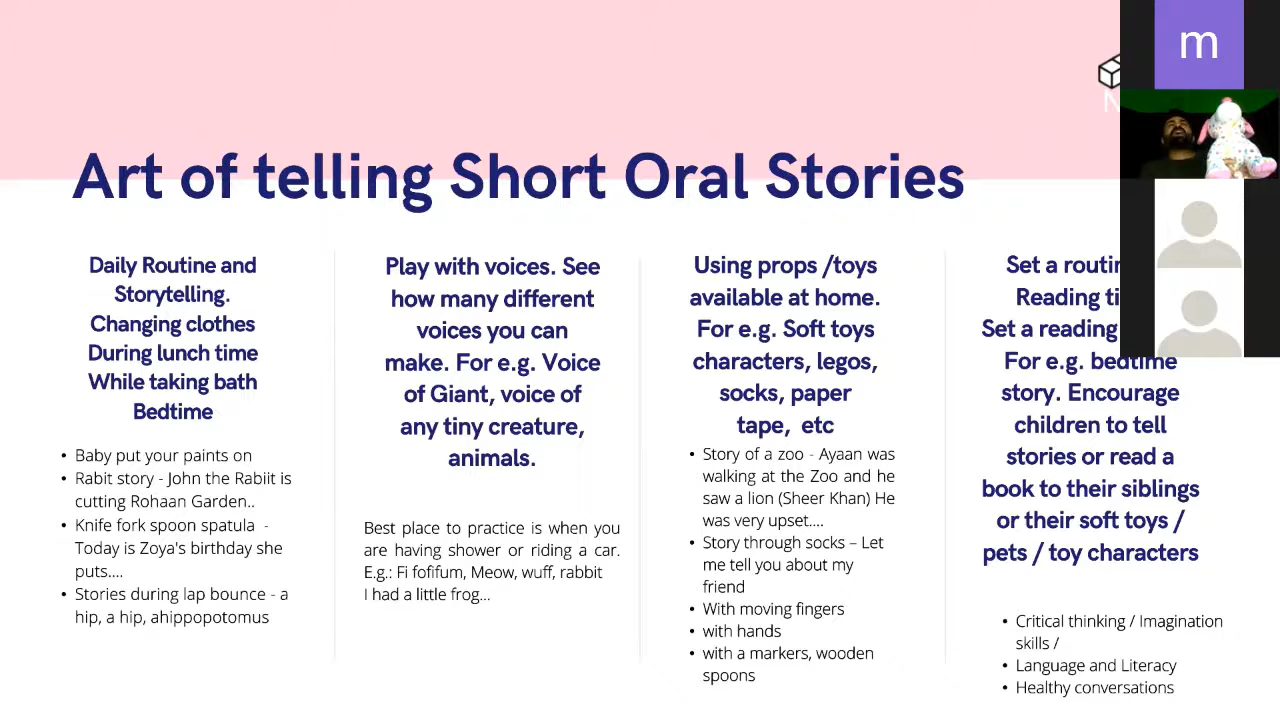 m
N
Art of telling Short Oral Stories
Daily Routine and
Storytelling.
Changing clothes
During lunch time
While taking bath
Bedtime
• Baby put your paints on
• Rabit story - John the Rabiit is
cutting Rohaan Garden..
• Knife fork spoon spatula -
Today is Zoya's birthday she
puts....
• Stories during lap bounce - a
hip, a hip, ahippopotomus
Play with voices. See
how many different
voices you can
make. For e.g. Voice
of Giant, voice of
any tiny creature,
animals.
Best place to practice is when you
are having shower or riding a car.
E.g.: Fi fofifum, Meow, wuff, rabbit
I had a little frog...
Using props /toys
available at home.
For e.g. Soft toys
characters, legos,
socks, paper
tape, etc
• Story of a zoo - Ayaan was
walking at the Zoo and he
saw a lion (Sheer Khan) He
was very upset....
• Story through socks – Let
me tell you about my
friend
• With moving fingers
• with hands
• with a markers, wooden
spoons
Set a
Reading
Set a reading
For e.g. bedtime
story. Encourage
children to tell
stories or read a
book to their siblings
or their soft toys /
pets / toy characters
• Critical thinking / Imagination
skills /
• Language and Literacy
• Healthy conversations